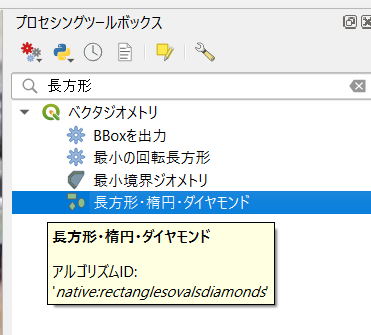 プロセシングツールボックス
長方形
ベクタジオメトリ
BBoxを出力
最小の回転長方形
最小境界ジオメトリ
長方形・楕円・ダイヤモンド
長方形・楕円・ダイヤモンド
アルゴリズムID:
'native:rectanglesovalsdiamonds'